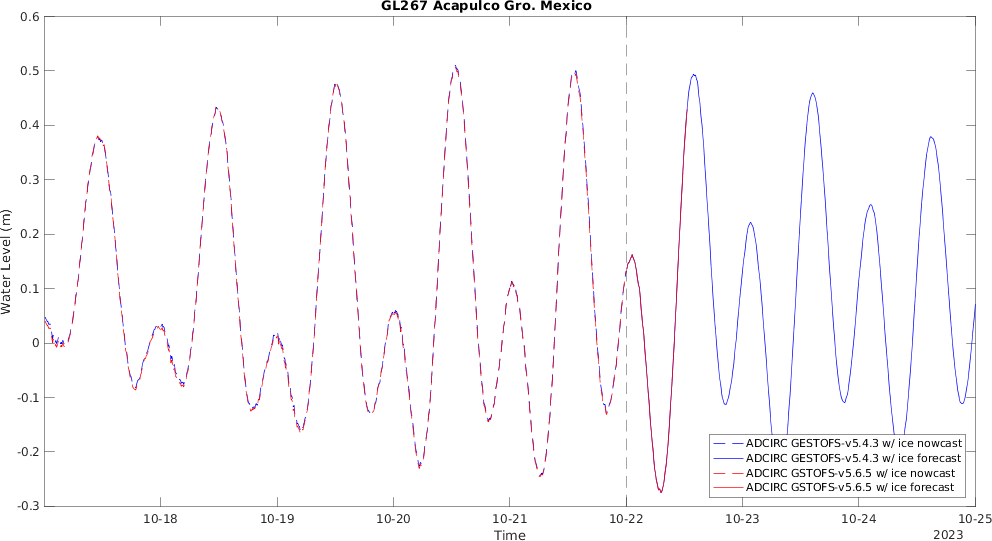 GL267 Acapulco Gro. Mexico
0.6
0.5
0.4
0.3
0.2
0.1
0
-0.1
-0.2
-0.3
Water Level (m)
ADCIRC GESTOFS-v5.4.3 w/ ice nowcast
ADCIRC GESTOFS-v5.4.3 w/ ice forecast
ADCIRC GSTOFS-v5.6.5 w/ ice nowcast
ADCIRC GSTOFS-v5.6.5 w/ ice forecast
10-18 10-19 10-20 10-21 10-22 10-23 10-24 10-25
Time
2023